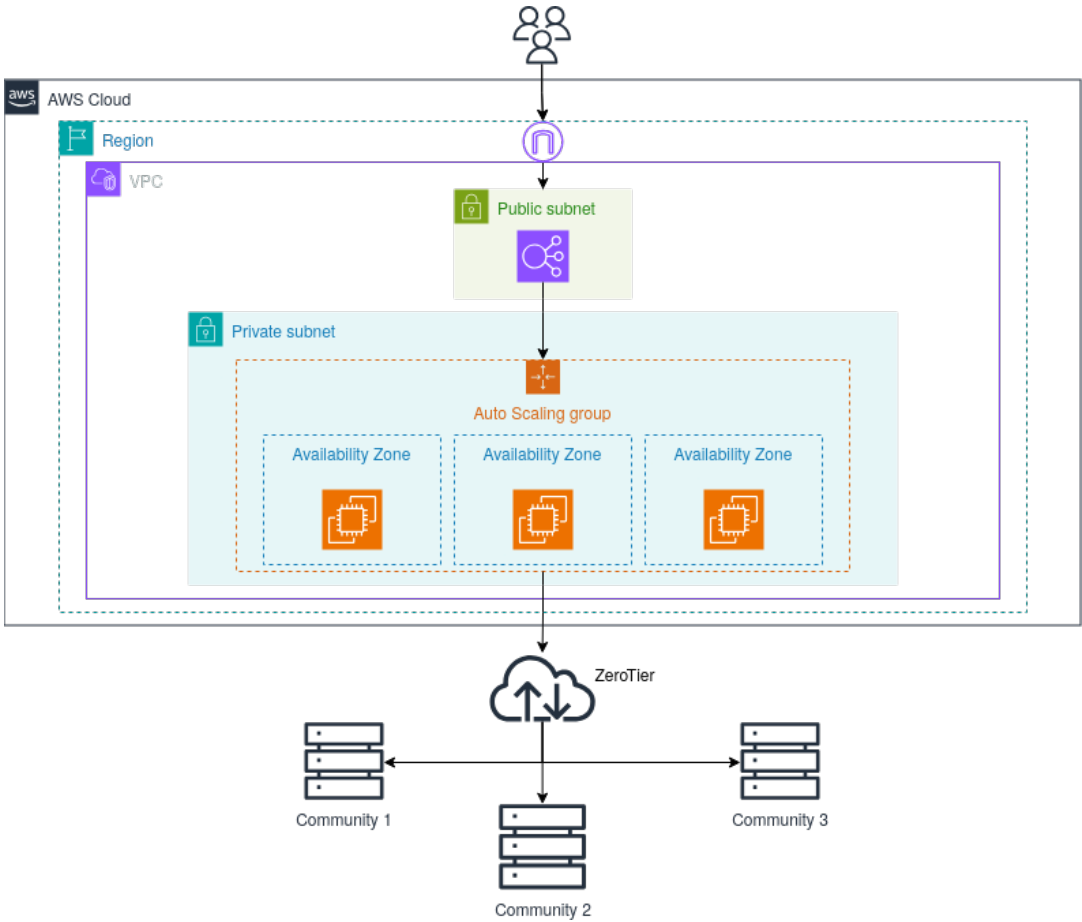 aws
AWS Cloud
Region
VPC
Public subnet
Private subnet
Auto Scaling group
Availability Zone
Availability Zone
Availability Zone
ZeroTier
Community 1
Community 3
Community 2